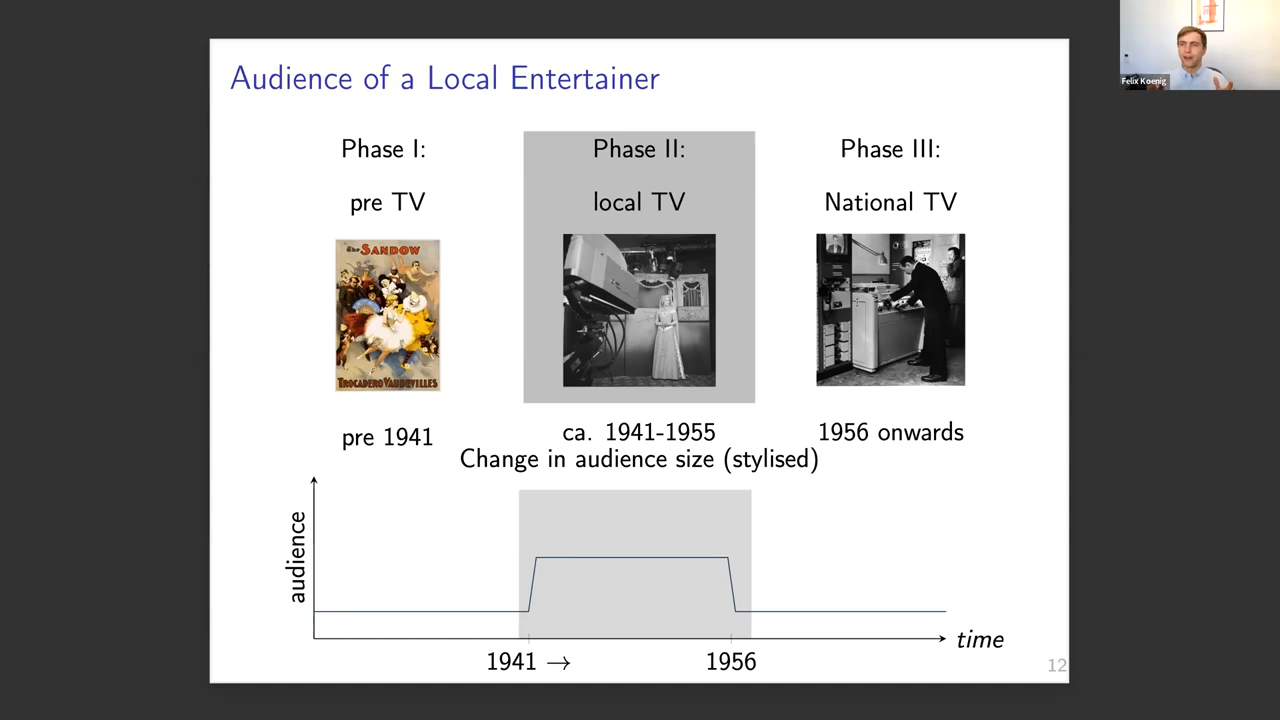 Felix Koenig
Audience of a Local Entertainer
Phase I:
pre TV
The SANDOW
TROCADERO VAUDEVILLES
pre 1941
Phase II:
local TV
ca. 1941-1955
Phase III:
National TV
1956 onwards
Change in audience size (stylised)
audience
1941 →
1956
time
12